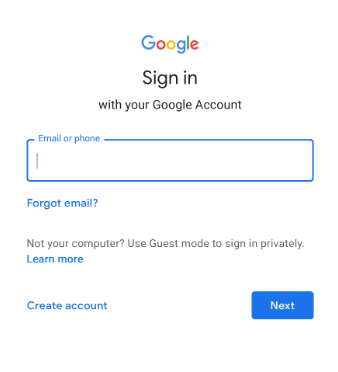 Google
Sign in
with your Google Account
Email or phone
Forgot email?
Not your computer? Use Guest mode to sign in privately.
Learn more
Create account
Next